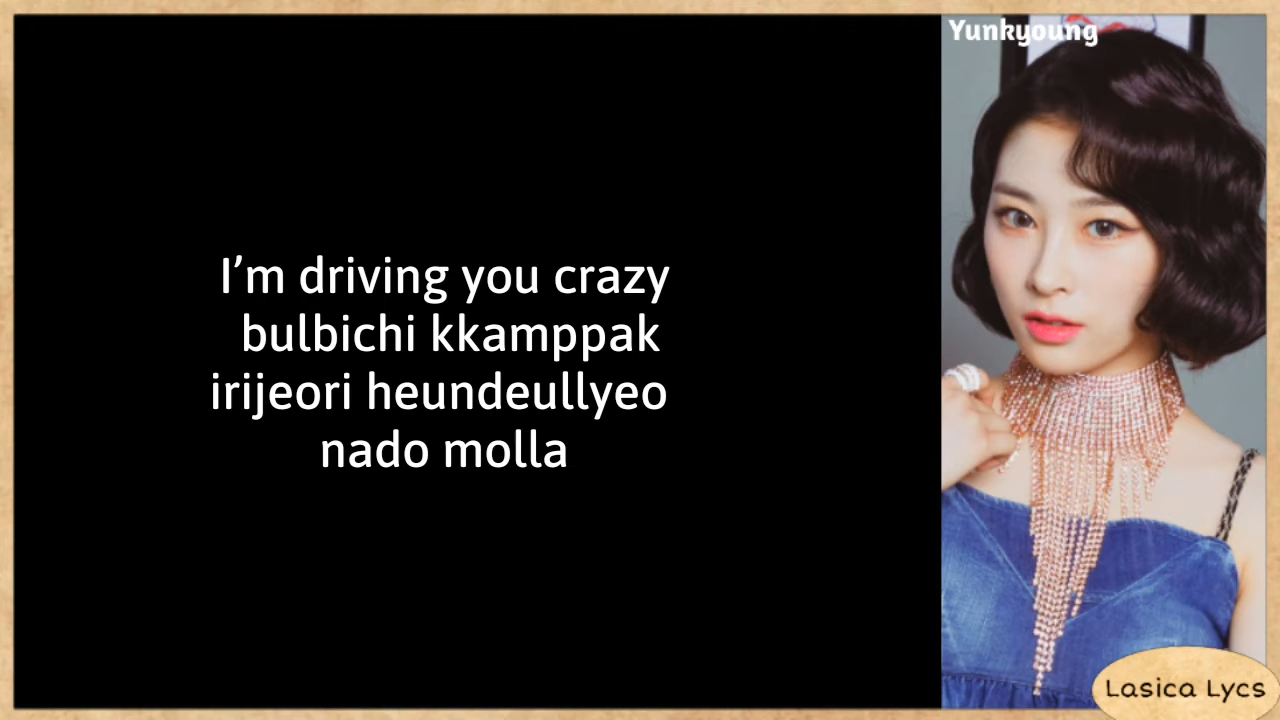 Yunkyoung
I’m driving you crazy
bulbichi kkamppak
irijeori heundeullyeo
nado molla
Lasica Lycs